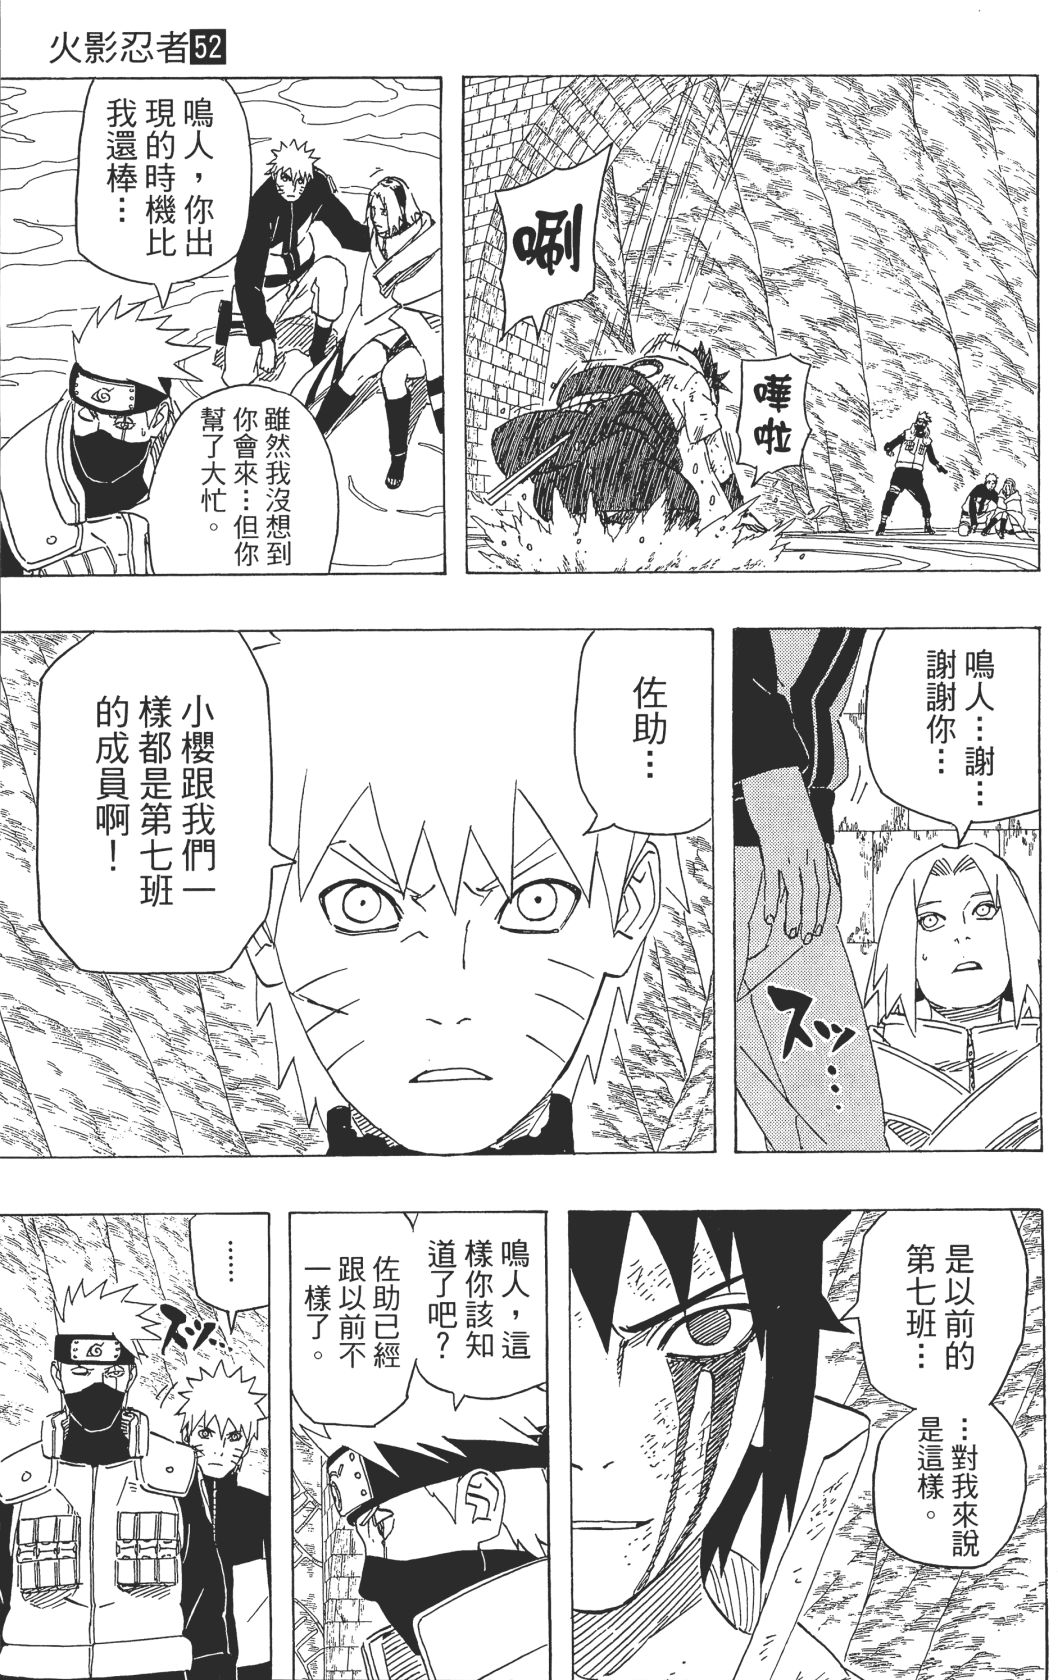 火影忍者52
唰
嘩啦
鳴人，你出
現的時機比
我還棒…
雖然我沒想到
你會來…但你
幫了大忙。
鳴人…謝…
謝謝你…
スッ…
佐助…
小櫻跟我們一
樣都是第七班
的成員啊！
是以前的
第七班…
…對我來說
是這樣。
鳴人，這
樣你該知
道了吧？
佐助已經
跟以前不
一樣了。
……
スッ…